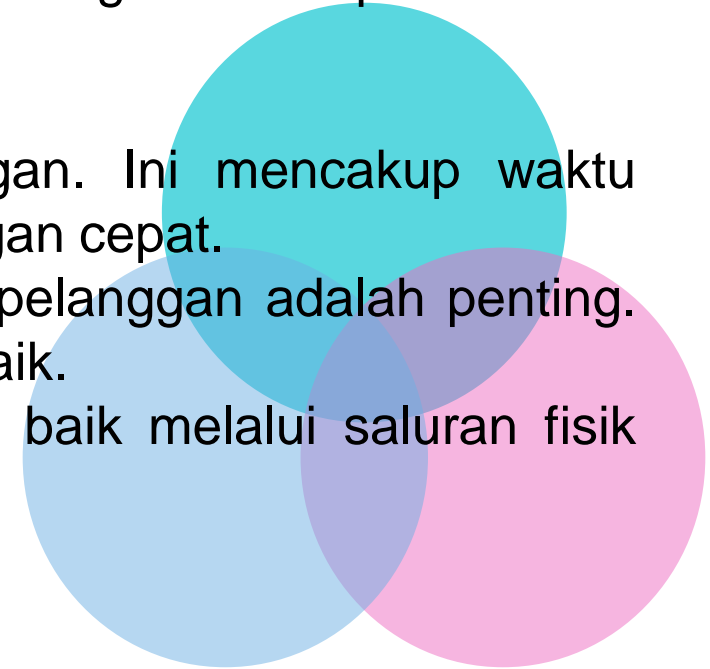 gan. Ini mencakup waktu
gan cepat.
pelanggan adalah penting.
aik.
baik melalui saluran fisik